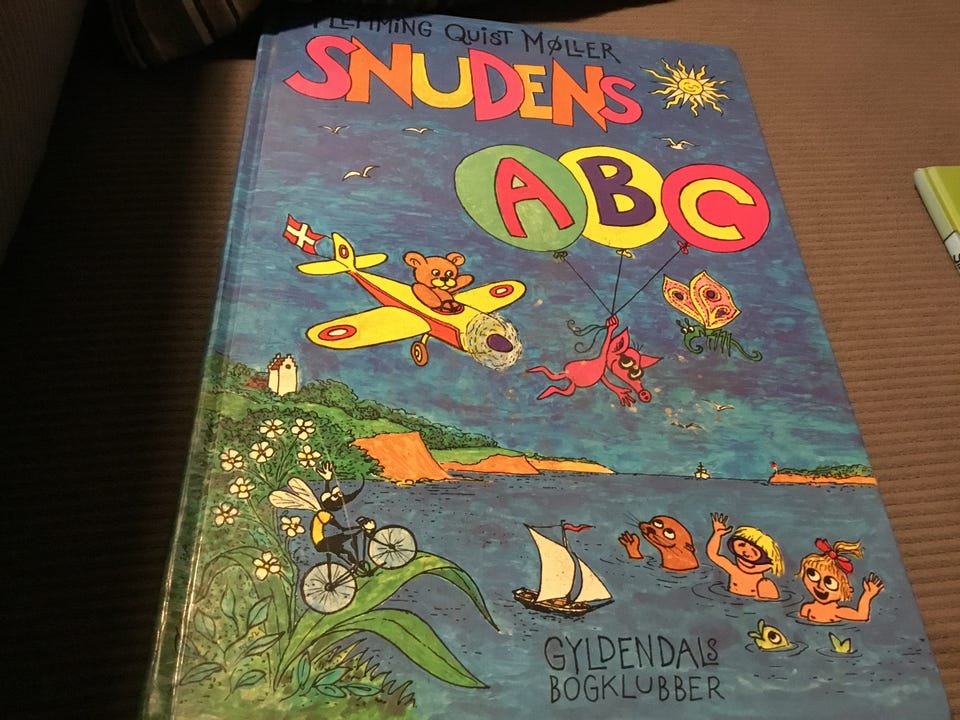 FLEMMING QUIST MØLLER
SNUDENS
ABC
GYLDENDALS
BOGKLUBBER